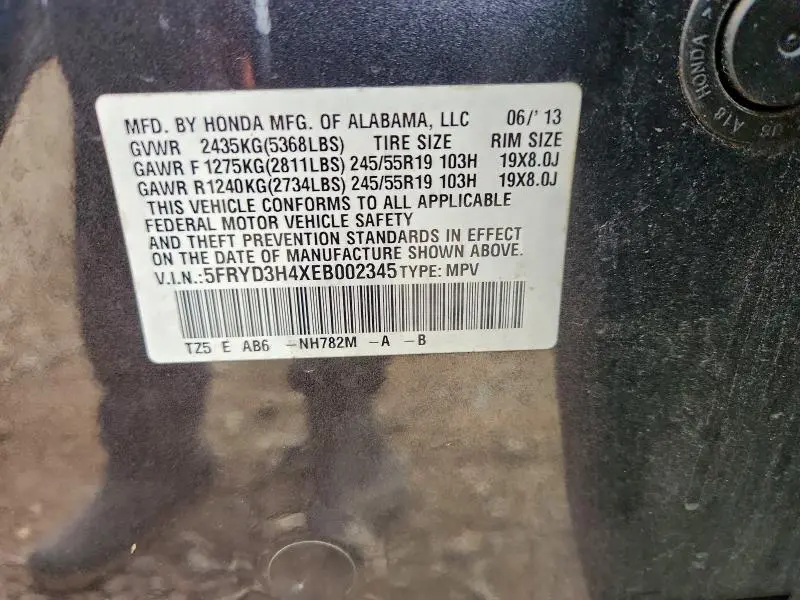 MFD. BY HONDA MFG. OF ALABAMA, LLC 06/'13
GVWR 2435KG(5368LBS) TIRE SIZE RIM SIZE
GAWR F 1275KG(2811LBS) 245/55R19 103H 19X8.0J
GAWR R1240KG(2734LBS) 245/55R19 103H 19X8.0J
THIS VEHICLE CONFORMS TO ALL APPLICABLE
FEDERAL MOTOR VEHICLE SAFETY
AND THEFT PREVENTION STANDARDS IN EFFECT
ON THE DATE OF MANUFACTURE SHOWN ABOVE.
V.I.N.:5FRYD3H4XEB002345 TYPE: MPV
TZ5 E AB6 -NH782M -A -B
HONDA A18